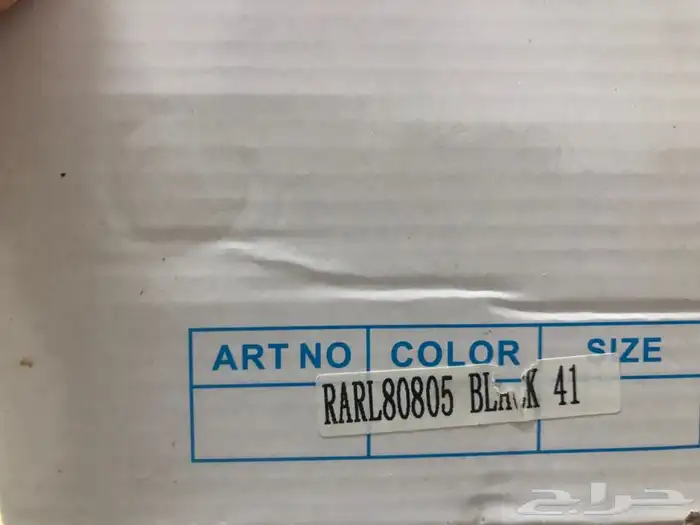 ART NO COLOR SIZE
RARL80805 BLACK 41
حراج